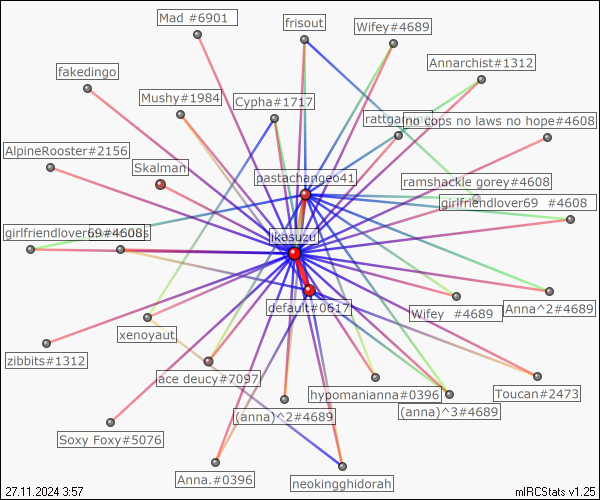 Mad #6901
frisout
Wifey#4689
Annarchist#1312
fakedingo
Mushy#1984
Cypha#1717
no cops no laws no hope#4608
AlpineRooster#2156
Skalman
pastachange041
ramshackle gorey#4608
girlfriendlover69 #4608
girlfriendlover69#4608
ikasuzu
default#0617
Wifey #4689
Anna^2#4689
xenoyaut
zibbits#1312
ace deucy#7097
hypomanianna#0396
Toucan#2473
(anna)^2#4689
(anna)^3#4689
Soxy Foxy#5076
Anna.#0396
neokingghidorah
27.11.2024 3:57
mIRCStats v1.25